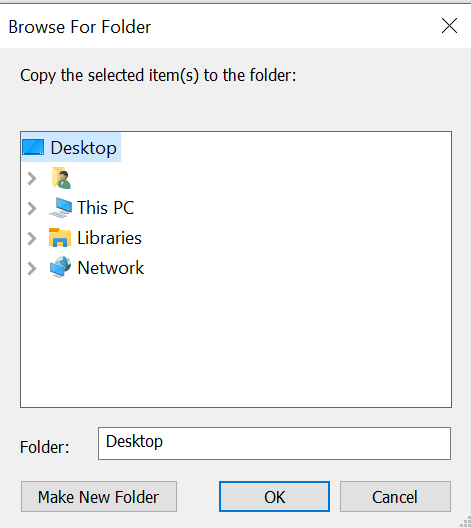 Browse For Folder
Copy the selected item(s) to the folder:
Desktop
This PC
Libraries
Network
Folder: Desktop
Make New Folder OK Cancel